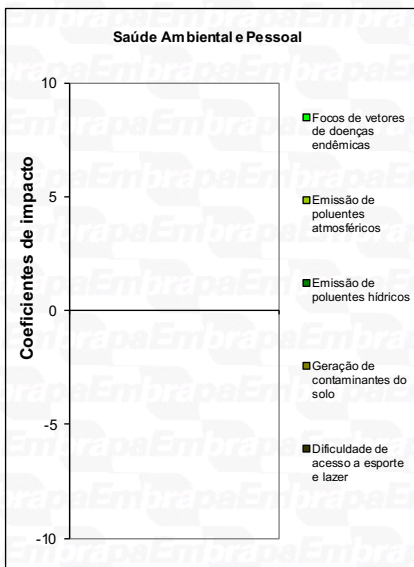 Saúde Ambiental e Pessoal
Coeficientes de impacto
10
5
0
-5
-10
Focos de vetores
de doenças
endêmicas
Emissão de
poluentes
atmosféricos
Emissão de
poluentes hídricos
Geração de
contaminantes do
solo
Dificuldade de
acesso a esporte
e lazer
Embrapa